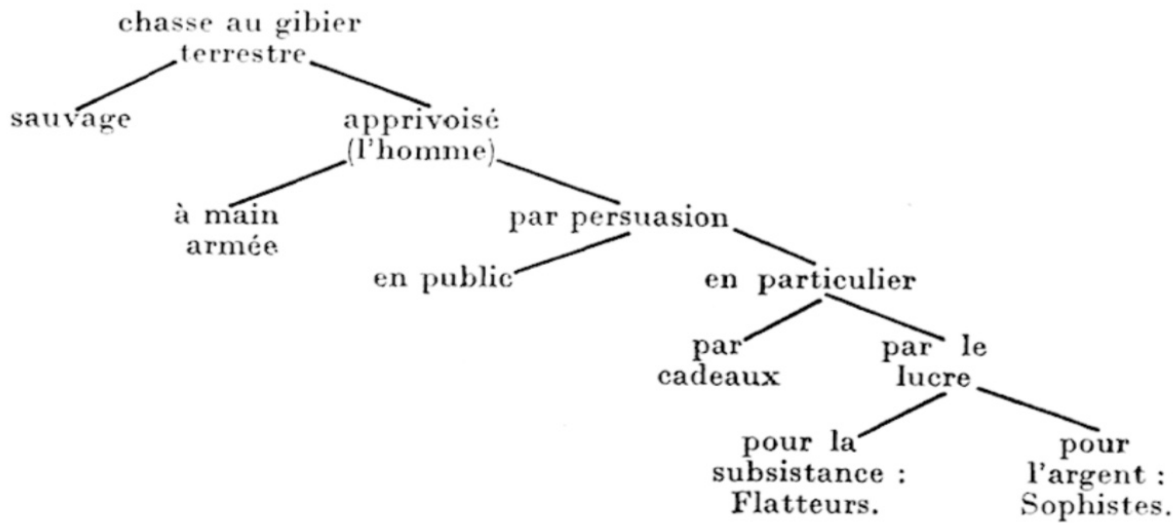 chasse au gibier
terrestre
sauvage
apprivoisé
(l'homme)
à main
armée
par persuasion
en public
en particulier
par
cadeaux
par le
lucre
pour la
subsistance :
Flatteurs.
pour
l'argent :
Sophistes.